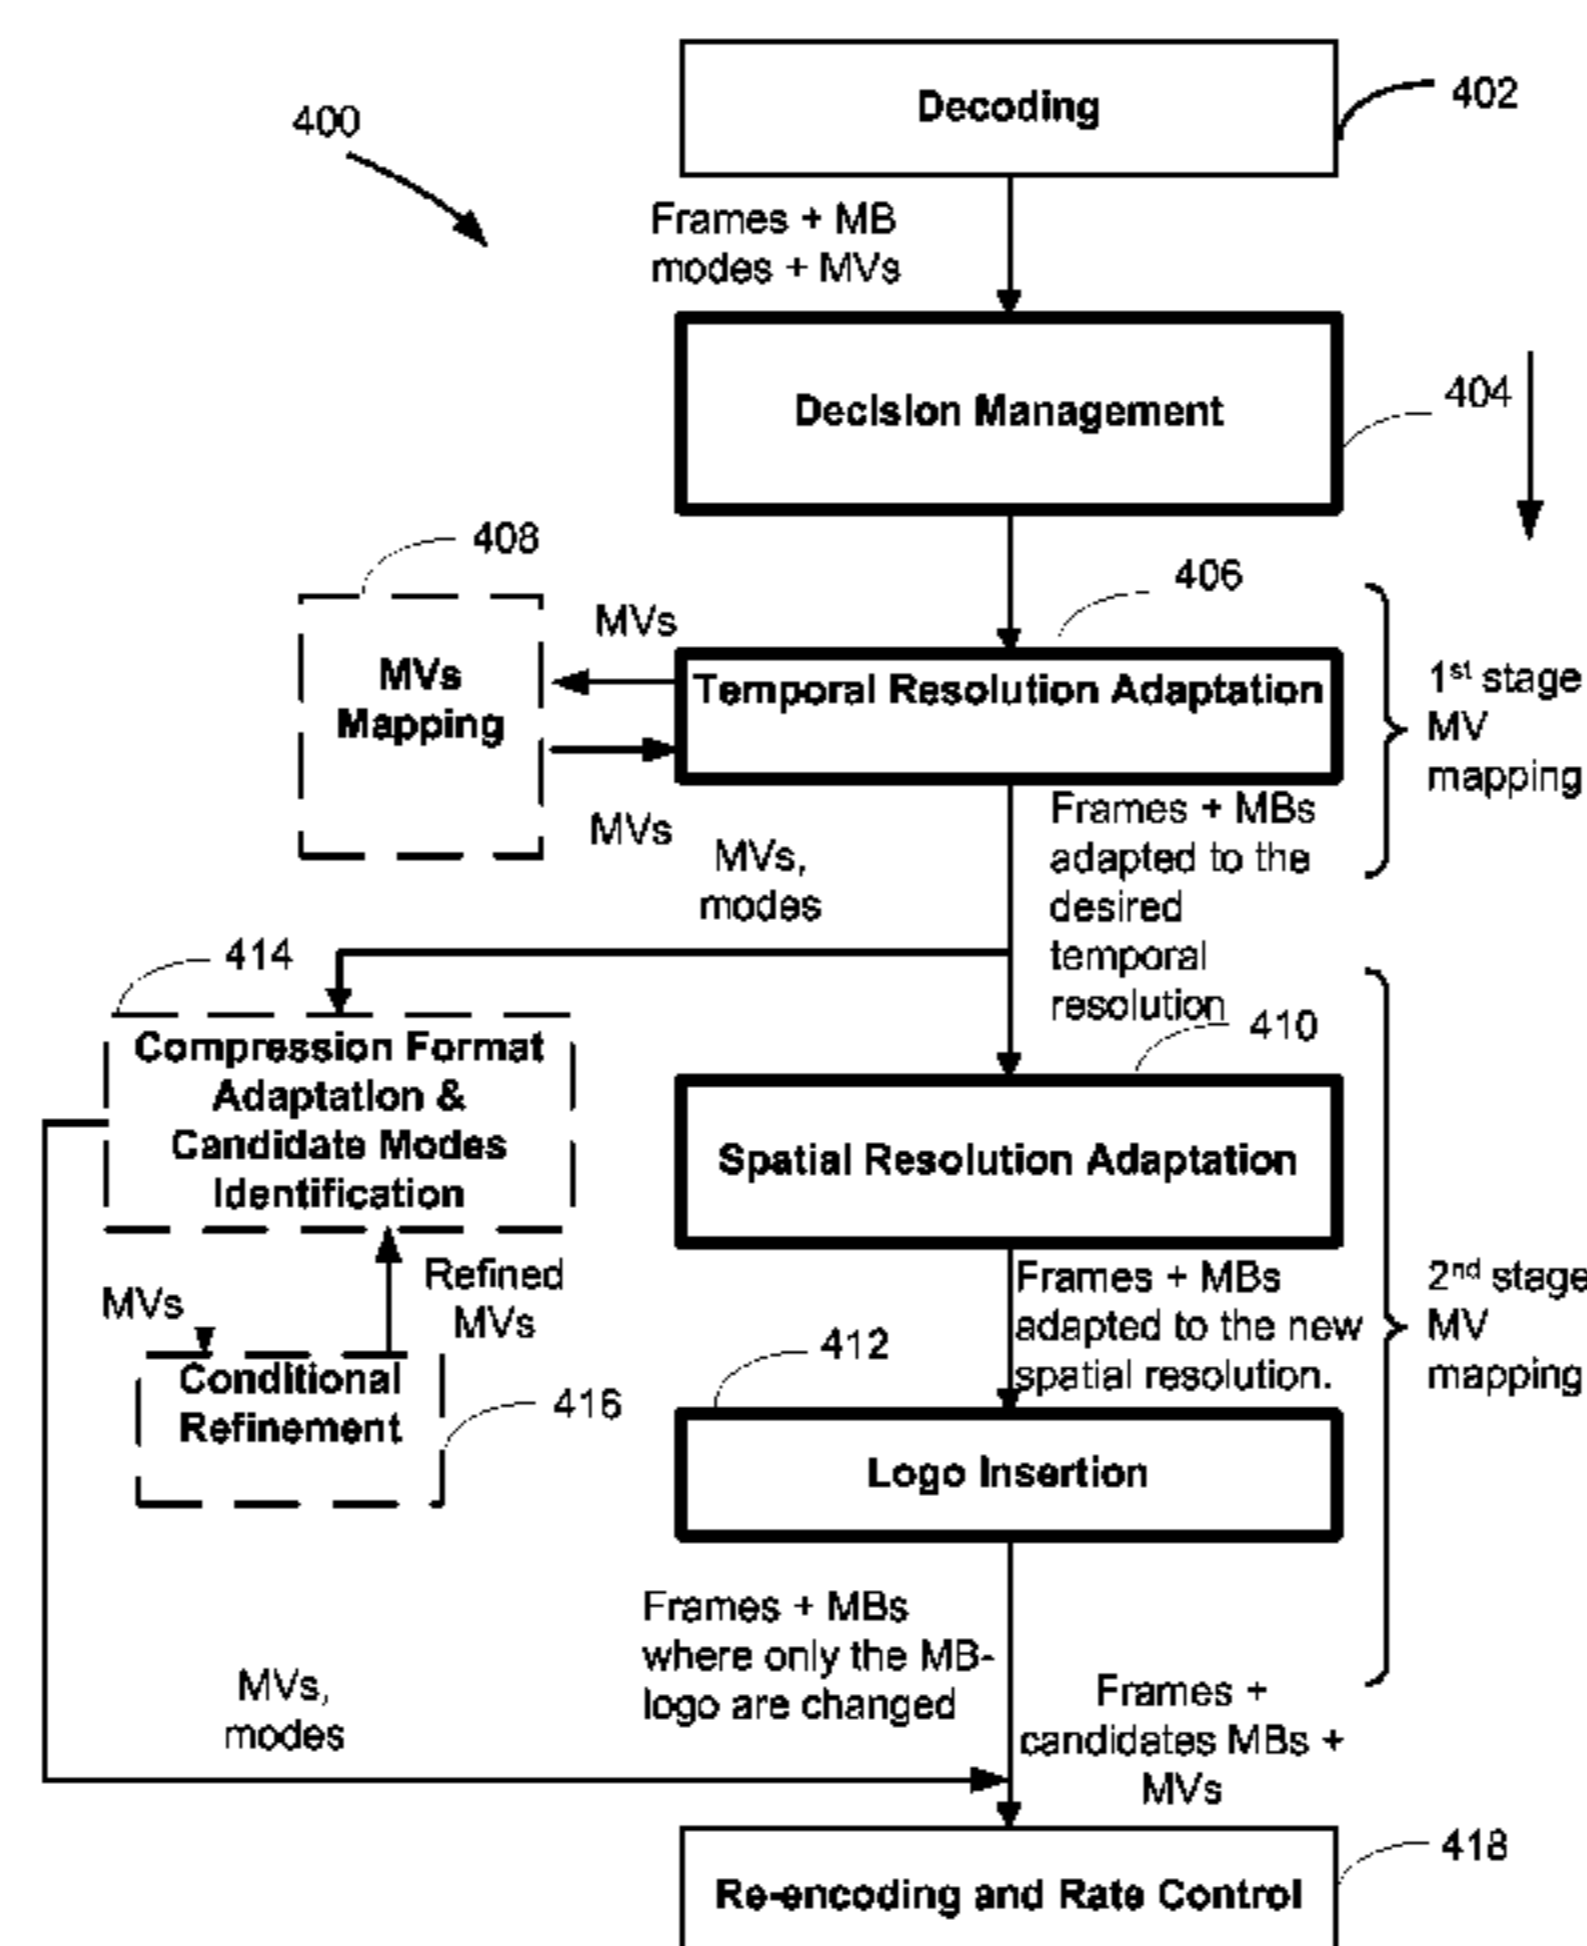 Decoding
402
400
Frames + MB
modes + MVs
Decision Management
404
408
406
MVs
MVs
Mapping
Temporal Resolution Adaptation
1st stage
MV
mapping
MVs
MVs,
modes
Frames + MBs
adapted to the
desired
temporal
resolution
414
410
Compression Format
Adaptation &
Candidate Modes
Identification
Spatial Resolution Adaptation
MVs
Refined
MVs
Frames + MBs
adapted to the new
spatial resolution.
2nd stage
MV
mapping
412
Conditional
Refinement
416
Logo Insertion
Frames + MBs
where only the MB-
logo are changed
MVs,
modes
Frames +
candidates MBs +
MVs
418
Re-encoding and Rate Control